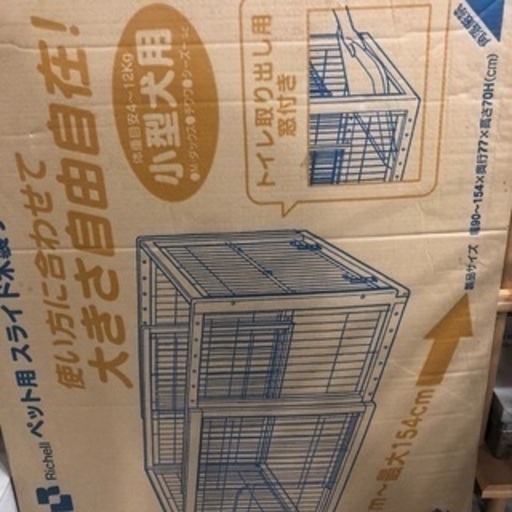 Richell ペット用 スライド木製
使い方に合わせて
大きさ自由自在!
体重目安4〜12Kg
小型犬用
トイレ取り出し用
窓付き
m〜最大154cm
製品サイズ(幅90〜154×奥行77×高さ70H(cm)